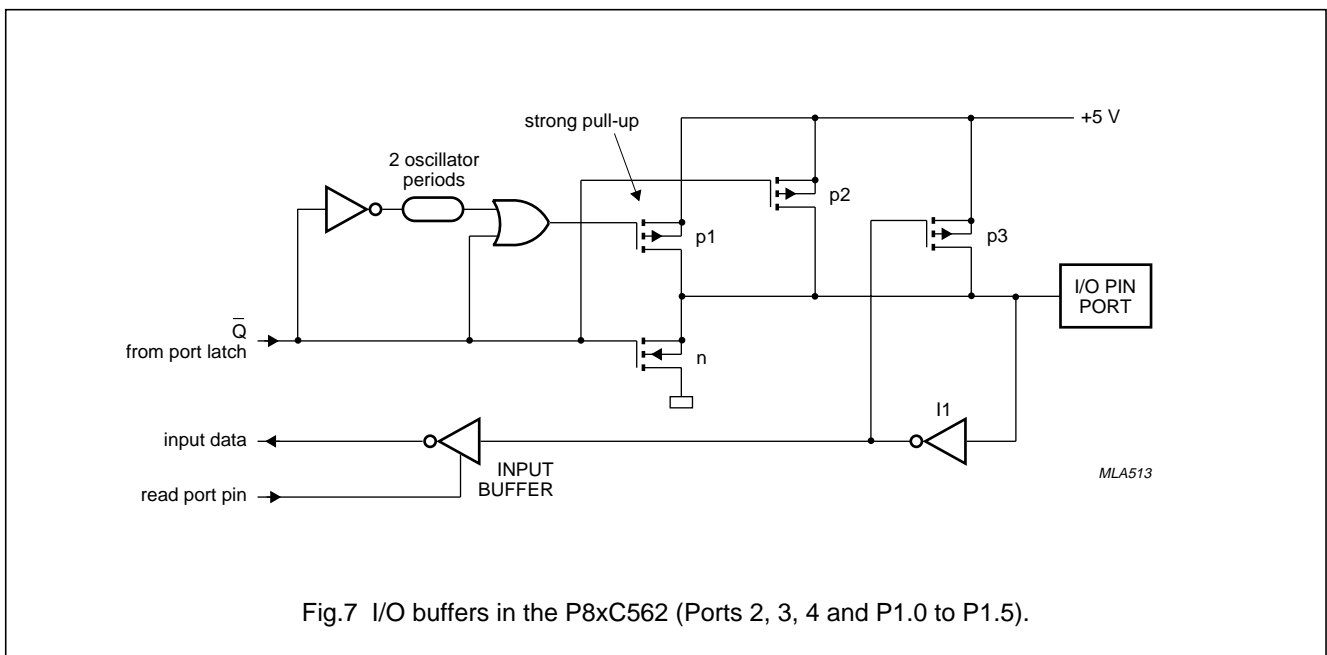 strong pull-up
+5 V
2 oscillator
periods
p2
p1
p3
I/O PIN
PORT
Q̅
from port latch
n
I1
input data
INPUT
BUFFER
read port pin
MLA513
Fig.7 I/O buffers in the P8xC562 (Ports 2, 3, 4 and P1.0 to P1.5).